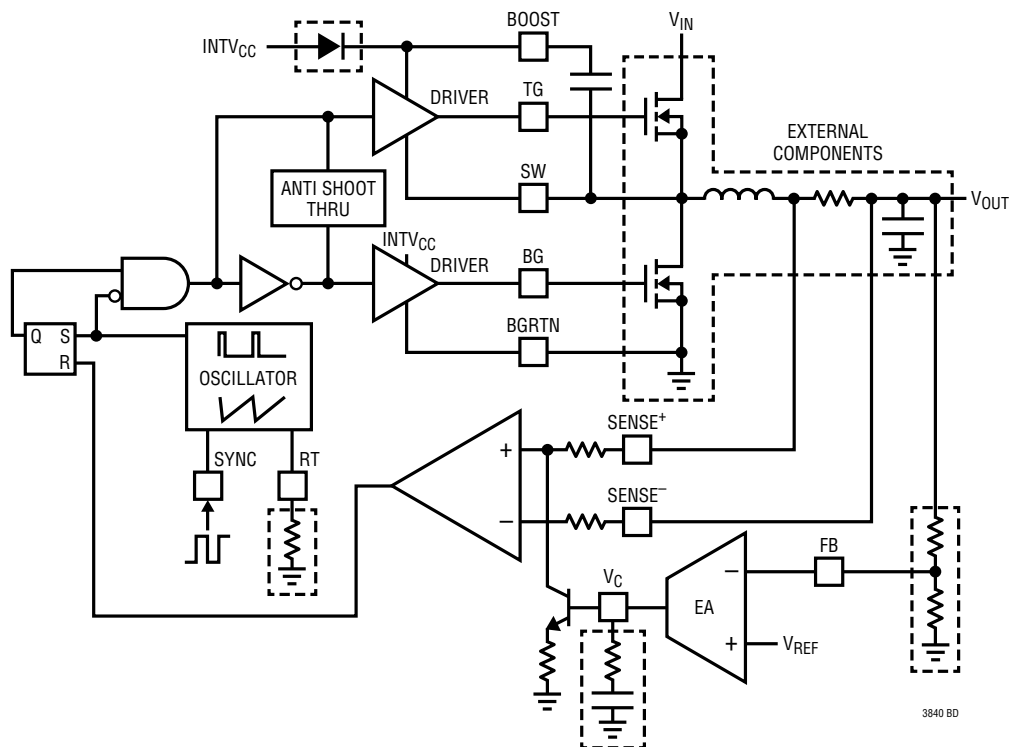 BOOST
V_IN
INTV_CC
DRIVER
TG
EXTERNAL
COMPONENTS
ANTI SHOOT
THRU
SW
V_OUT
INTV_CC
DRIVER
BG
Q S
R
BGRTN
OSCILLATOR
SENSE⁺
SYNC
RT
+
SENSE⁻
−
FB
V_C
−
EA
+
V_REF
3840 BD